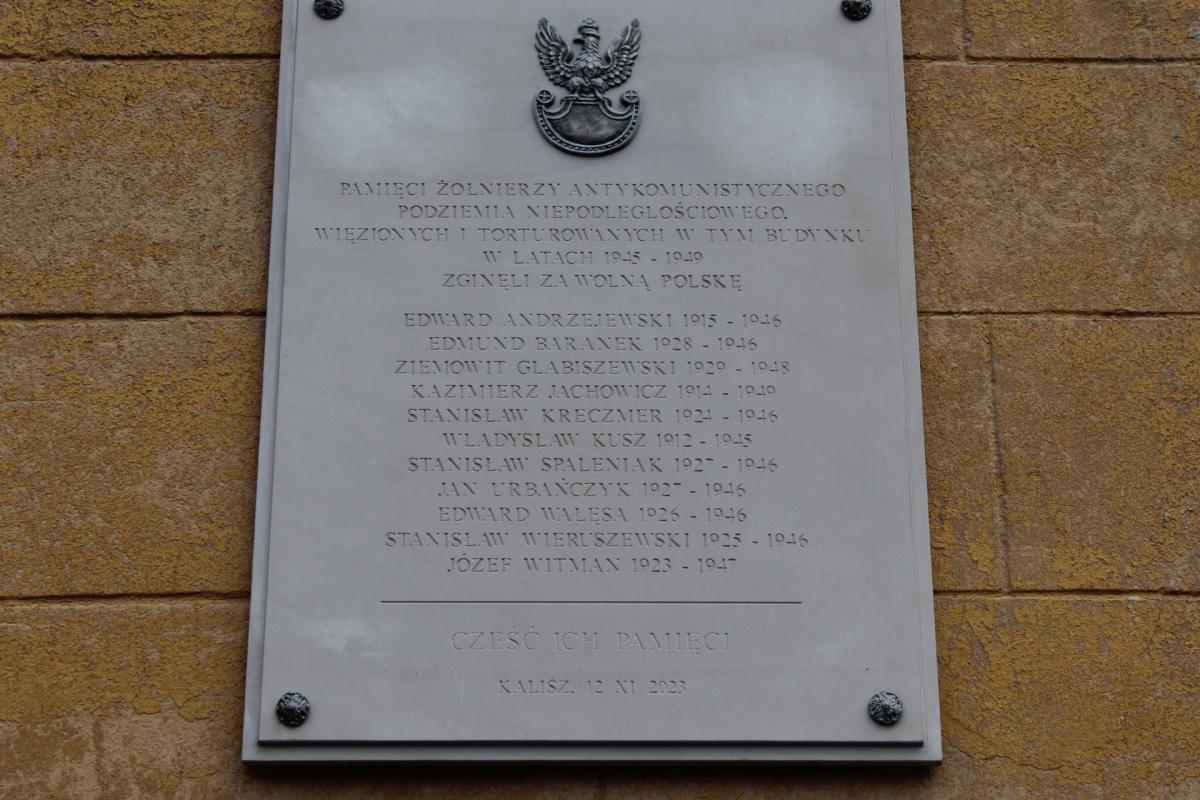 PAMIĘCI ŻOŁNIERZY ANTYKOMUNISTYCZNEGO
PODZIEMIA NIEPODLEGŁOŚCIOWEGO.
WIĘZIONYCH I TORTUROWANYCH W TYM BUDYNKU
W LATACH 1945 - 1949
ZGINĘLI ZA WOLNĄ POLSKĘ
EDWARD ANDRZEJEWSKI 1915 - 1946
EDMUND BARANEK 1928 - 1946
ZIEMOWIT GLABISZEWSKI 1929 - 1948
KAZIMIERZ JACHOWICZ 1914 - 1949
STANISŁAW KRECZMER 1924 - 1946
WŁADYSŁAW KUSZ 1912 - 1945
STANISŁAW SPALENIAK 1927 - 1946
JAN URBAŃCZYK 1927 - 1946
EDWARD WAŁĘSA 1926 - 1946
STANISŁAW WIERUSZEWSKI 1925 - 1946
JÓZEF WITMAN 1923 - 1947
CZEŚĆ ICH PAMIĘCI
KALISZ. 12 XI 2023